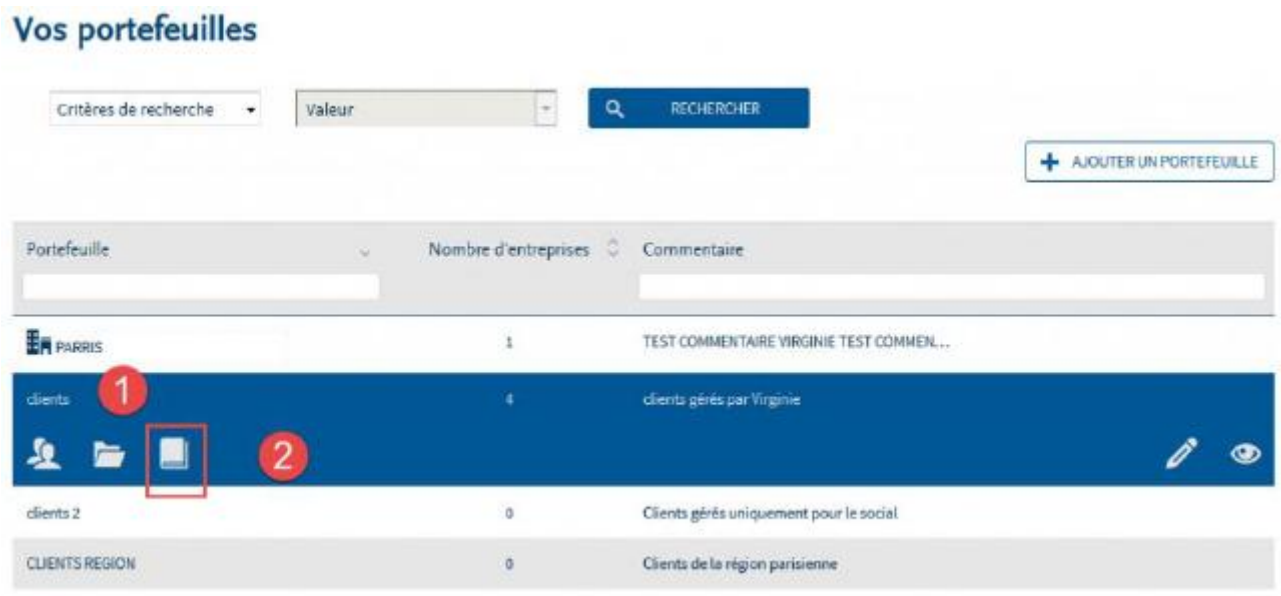 Vos portefeuilles
Critères de recherche Valeur RECHERCHER
AJOUTER UN PORTEFEUILLE
Portefeuille Nombre d'entreprises Commentaire
PARRIS 1 TEST COMMENTAIRE VIRGINIE TEST COMMEN...
1
clients 4 clients gérés par Virginie
2
clients 2 0 Clients gérés uniquement pour le social
CLIENTS REGION 0 Clients de la région parisienne